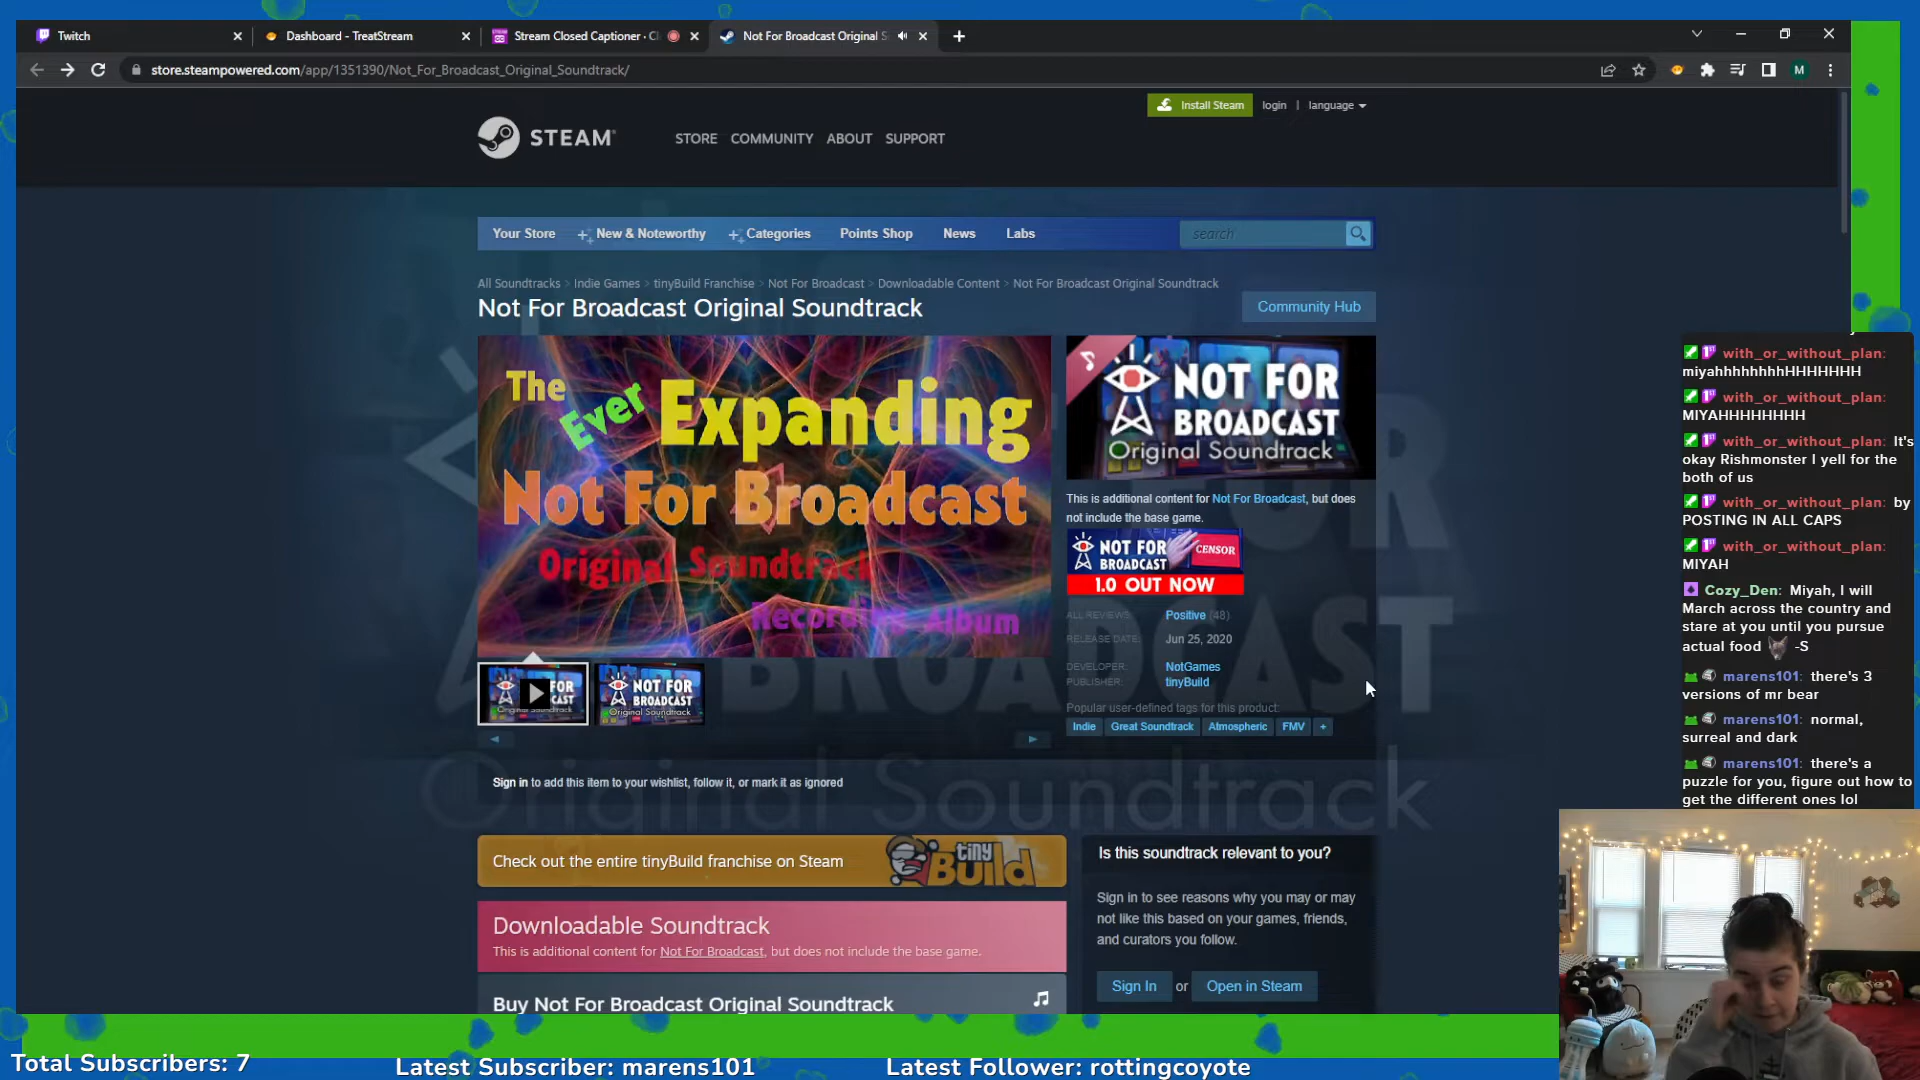 Twitch
Dashboard - TreatStream
Stream Closed Captioner · Cl
Not For Broadcast Original S
store.steampowered.com/app/1351390/Not_For_Broadcast_Original_Soundtrack/
M
Install Steam login | language
STEAM
STORE COMMUNITY ABOUT SUPPORT
Your Store New & Noteworthy Categories Points Shop News Labs
search
All Soundtracks > Indie Games > tinyBuild Franchise > Not For Broadcast > Downloadable Content > Not For Broadcast Original Soundtrack
Not For Broadcast Original Soundtrack
Community Hub
The Ever Expanding
Not For Broadcast
Original Soundtrack
Recording Album
NOT FOR
BROADCAST
Original Soundtrack
This is additional content for Not For Broadcast, but does
not include the base game.
NOT FOR
BROADCAST
CENSOR
1.0 OUT NOW
ALL REVIEWS: Positive (48)
RELEASE DATE: Jun 25, 2020
DEVELOPER: NotGames
PUBLISHER: tinyBuild
Popular user-defined tags for this product:
Indie Great Soundtrack Atmospheric FMV +
NOT FOR
BROADCAST
Original Soundtrack
Sign in to add this item to your wishlist, follow it, or mark it as ignored
Check out the entire tinyBuild franchise on Steam
tiny
Build
Downloadable Soundtrack
This is additional content for Not For Broadcast, but does not include the base game.
Buy Not For Broadcast Original Soundtrack
Is this soundtrack relevant to you?
Sign in to see reasons why you may or may
not like this based on your games, friends,
and curators you follow.
Sign In or Open in Steam
with_or_without_plan:
miyahhhhhhhhHHHHHHH
with_or_without_plan:
MIYAHHHHHHHH
with_or_without_plan: It's
okay Rishmonster I yell for the
both of us
with_or_without_plan: by
POSTING IN ALL CAPS
with_or_without_plan:
MIYAH
Cozy_Den: Miyah, I will
March across the country and
stare at you until you pursue
actual food -S
marens101: there's 3
versions of mr bear
marens101: normal,
surreal and dark
marens101: there's a
puzzle for you, figure out how to
get the different ones lol
Total Subscribers: 7
Latest Subscriber: marens101
Latest Follower: rottingcoyote